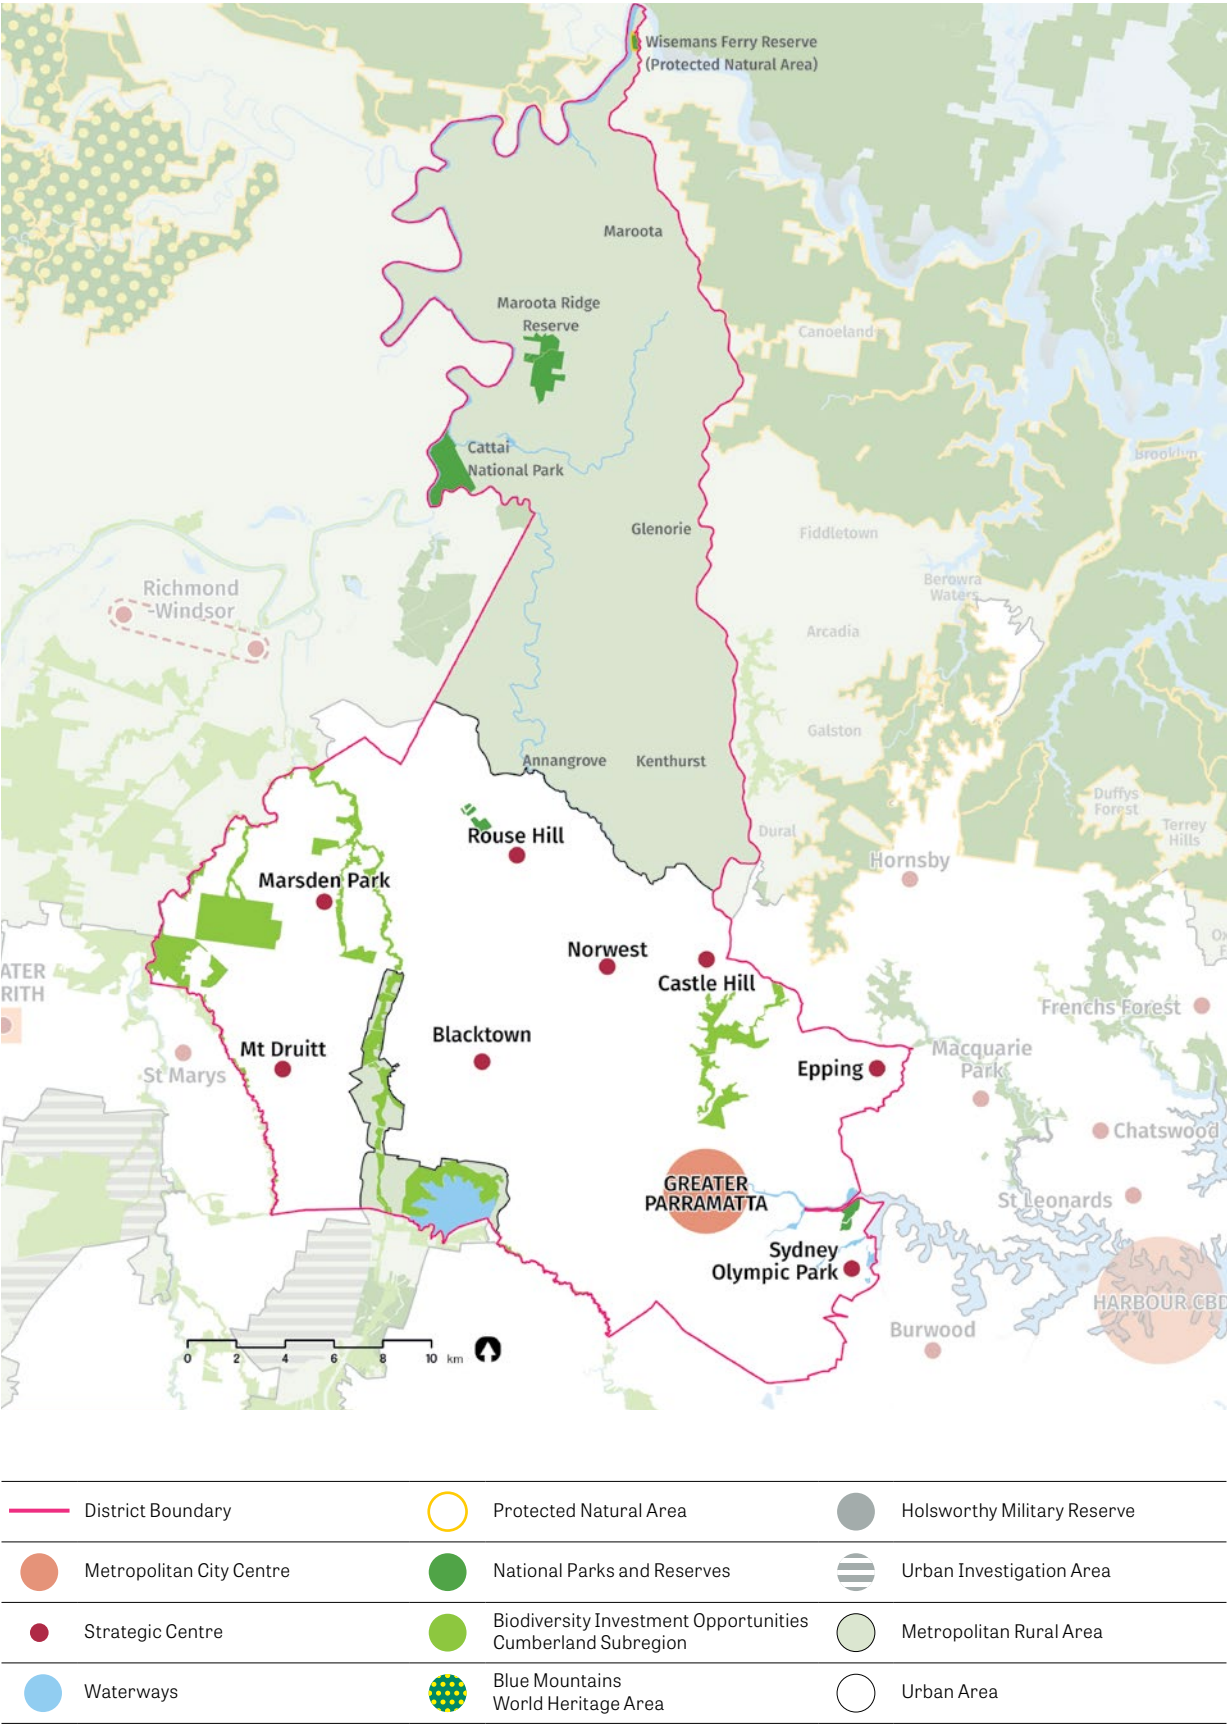 Wisemans Ferry Reserve
(Protected Natural Area)
Maroota
Maroota Ridge
Reserve
Canoeland
Cattai
National Park
Brooklyn
Glenorie
Fiddletown
Richmond
-Windsor
Berowra
Waters
Arcadia
Galston
Annangrove
Kenthurst
Duffys
Forest
Terrey
Hills
Dural
Rouse Hill
Hornsby
Marsden Park
Norwest
Castle Hill
ATER
RITH
Frenchs Forest
Blacktown
Mt Druitt
St Marys
Epping
Macquarie
Park
Chatswood
GREATER
PARRAMATTA
St Leonards
Sydney
Olympic Park
HARBOUR CBD
Burwood
0 2 4 6 8 10 km
District Boundary
Protected Natural Area
Holsworthy Military Reserve
Metropolitan City Centre
National Parks and Reserves
Urban Investigation Area
Strategic Centre
Biodiversity Investment Opportunities
Cumberland Subregion
Metropolitan Rural Area
Waterways
Blue Mountains
World Heritage Area
Urban Area